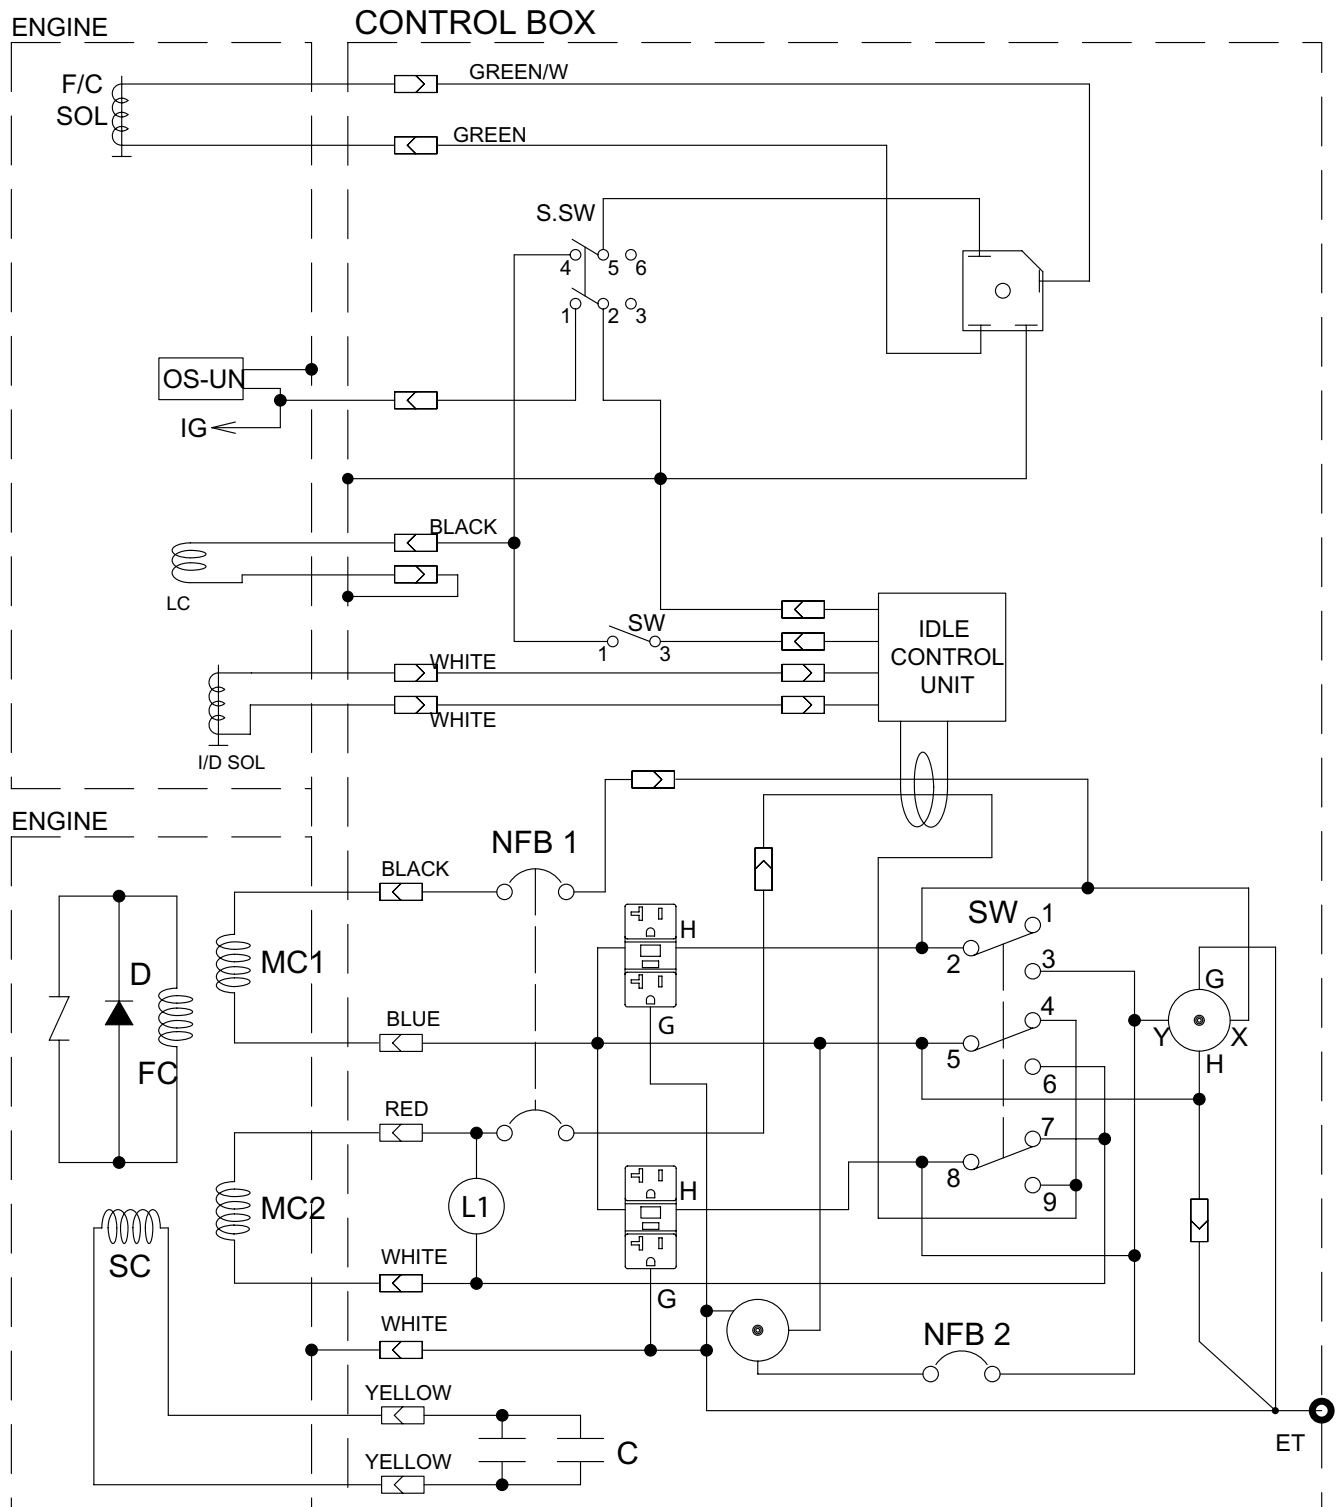 ENGINE
CONTROL BOX
F/C
SOL
GREEN/W
GREEN
S.SW
4
5
6
1
2
3
OS-UN
IG
BLACK
LC
SW
1
3
IDLE
CONTROL
UNIT
WHITE
WHITE
I/D SOL
ENGINE
NFB 1
BLACK
SW
1
H
2
3
D
MC1
G
4
BLUE
G
5
Y
X
H
FC
6
RED
7
H
8
9
MC2
L1
SC
WHITE
G
WHITE
NFB 2
YELLOW
ET
C
YELLOW